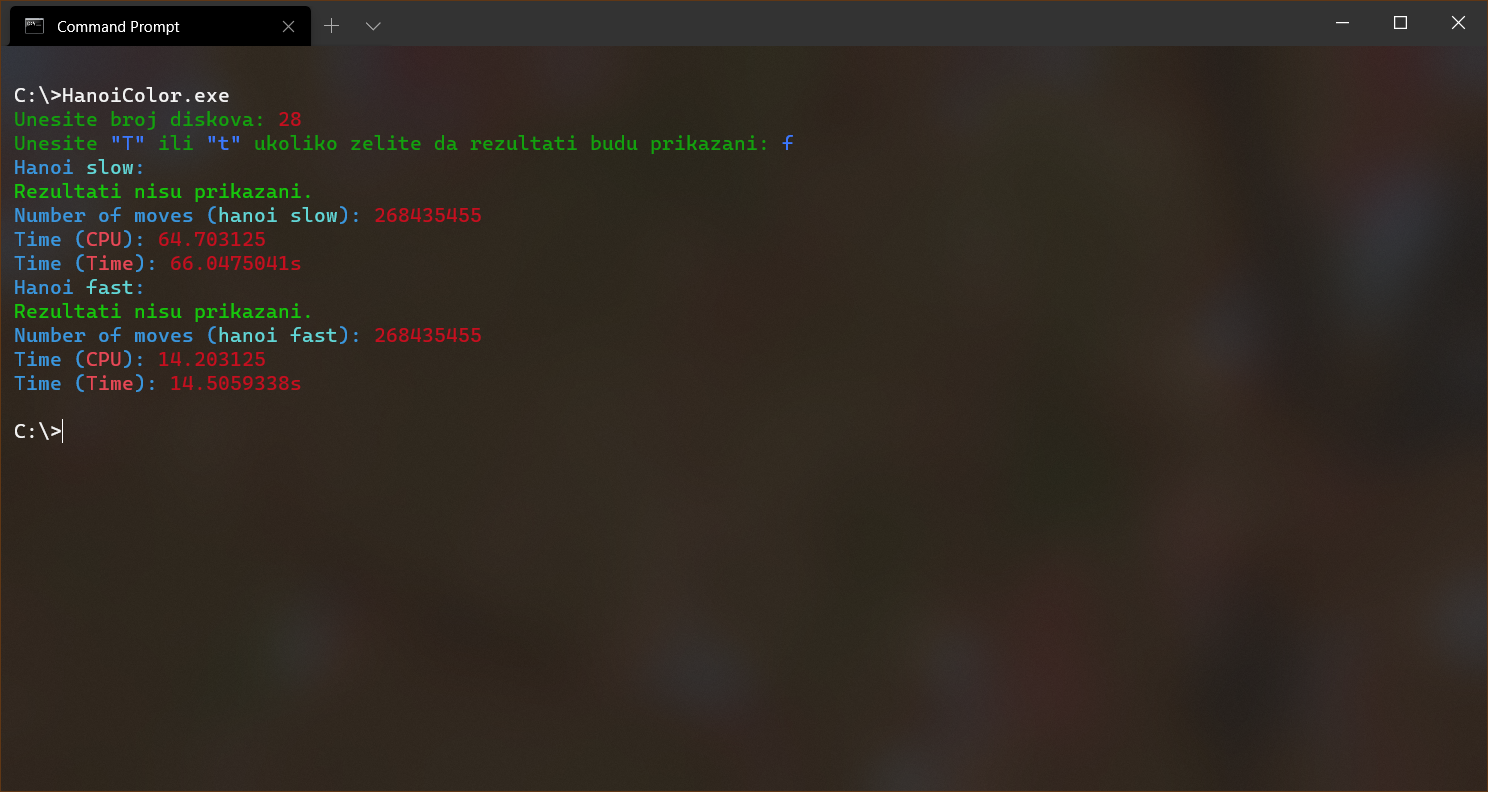 Command Prompt
C:\>HanoiColor.exe
Unesite broj diskova: 28
Unesite "T" ili "t" ukoliko zelite da rezultati budu prikazani: f
Hanoi slow:
Rezultati nisu prikazani.
Number of moves (hanoi slow): 268435455
Time (CPU): 64.703125
Time (Time): 66.0475041s
Hanoi fast:
Rezultati nisu prikazani.
Number of moves (hanoi fast): 268435455
Time (CPU): 14.203125
Time (Time): 14.5059338s
C:\>